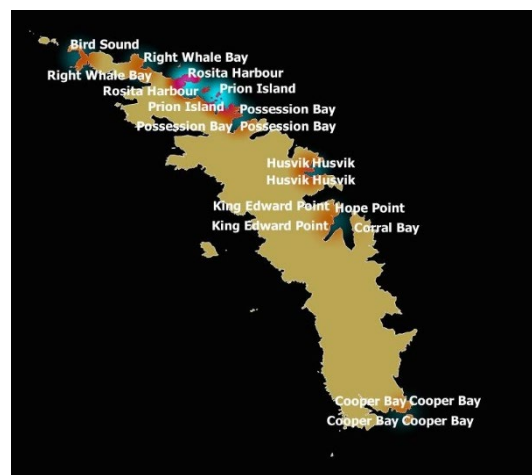 Bird Sound
Right Whale Bay
Right Whale Bay
Rosita Harbour
Rosita Harbour
Prion Island
Prion Island
Possession Bay
Possession Bay Possession Bay
Husvik Husvik
Husvik Husvik
King Edward Point Hope Point
King Edward Point Corral Bay
Cooper Bay Cooper Bay
Cooper Bay Cooper Bay